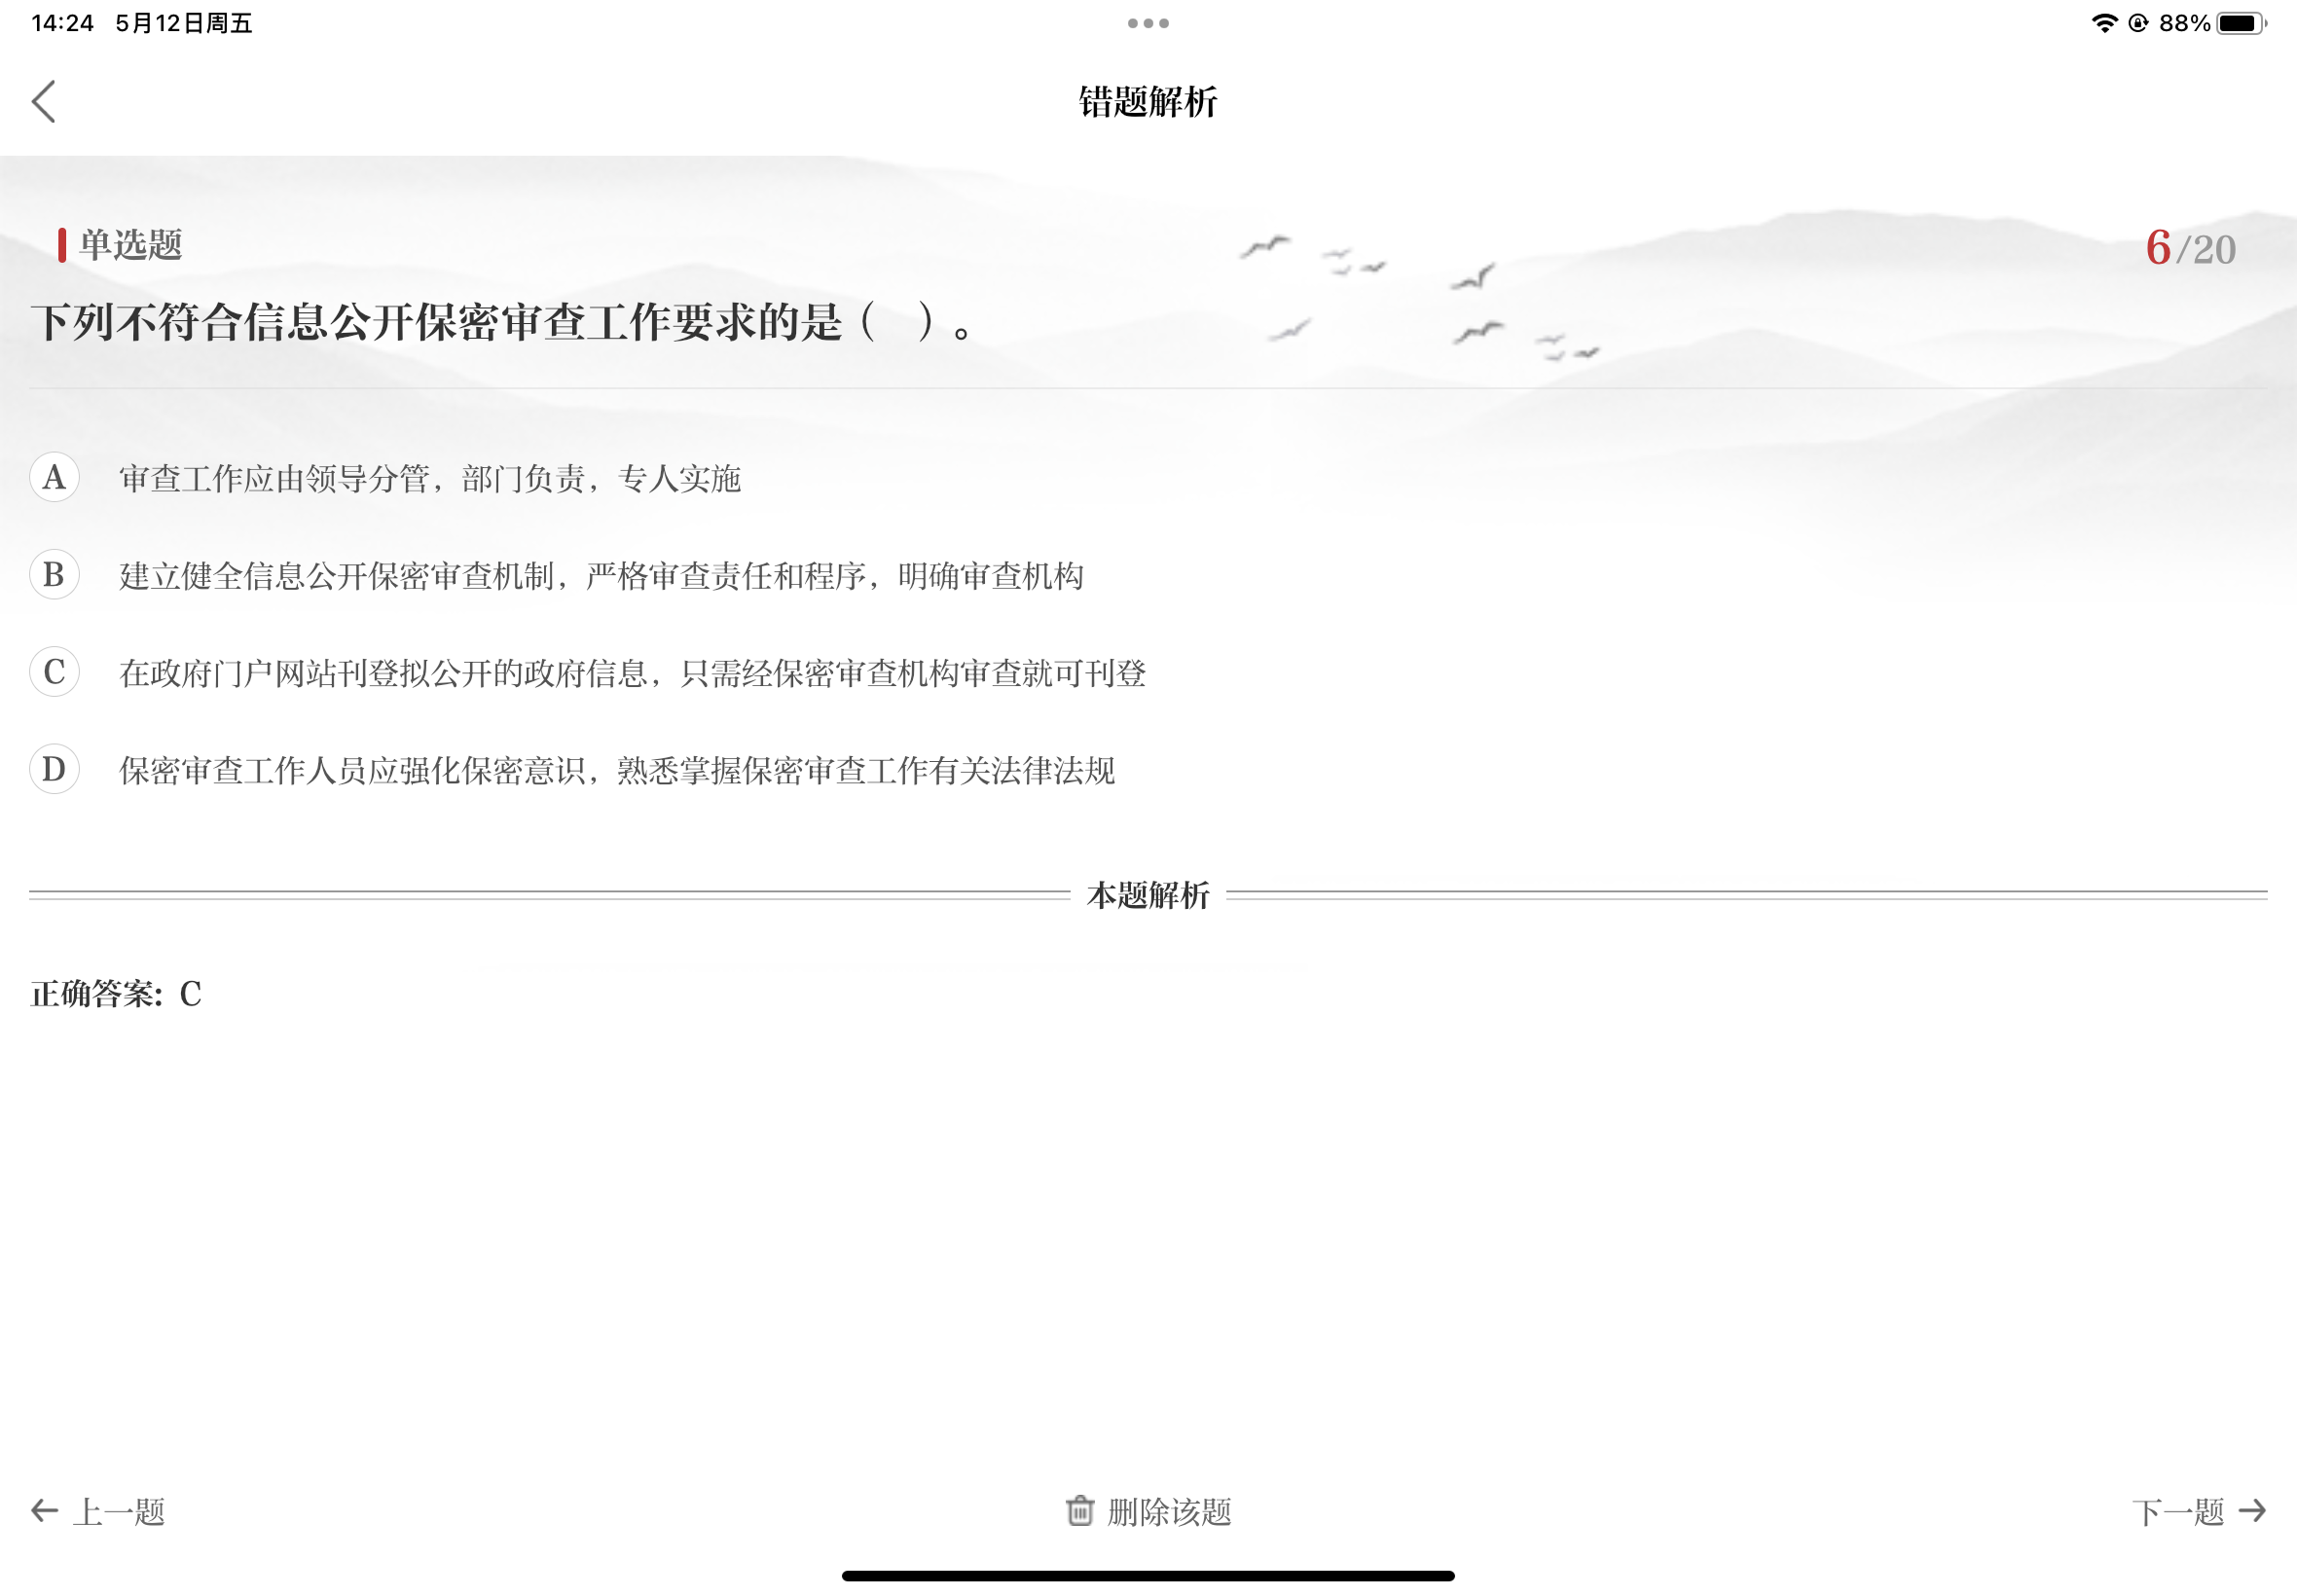 14:24 5月12日周五
88%
错题解析
单选题
6/20
下列不符合信息公开保密审查工作要求的是（ ）。
A 审查工作应由领导分管，部门负责，专人实施
B 建立健全信息公开保密审查机制，严格审查责任和程序，明确审查机构
C 在政府门户网站刊登拟公开的政府信息，只需经保密审查机构审查就可刊登
D 保密审查工作人员应强化保密意识，熟悉掌握保密审查工作有关法律法规
本题解析
正确答案: C
上一题
删除该题
下一题